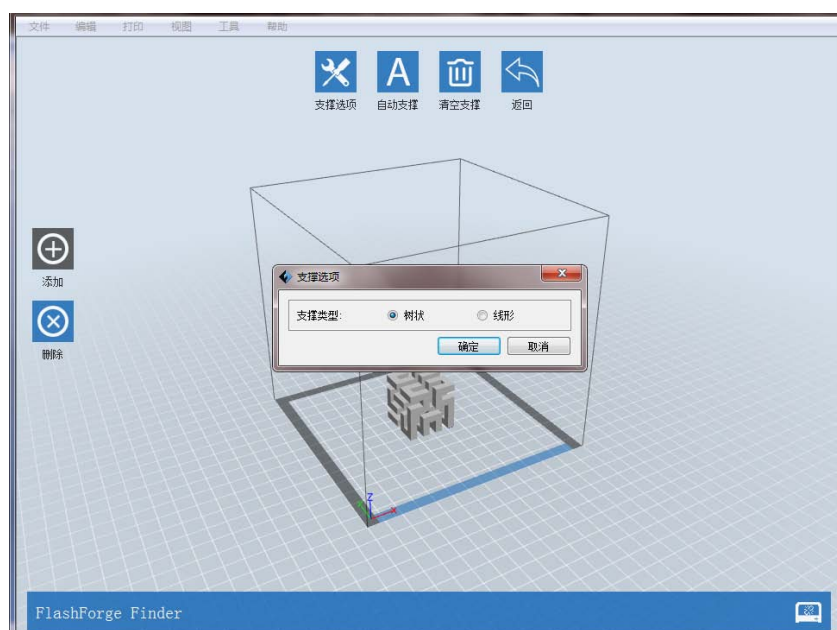 文件 编辑 打印 视图 工具 帮助
A
支撑选项 自动支撑 清空支撑 返回
添加
删除
支撑选项
支撑类型: 树状 线形
确定 取消
Z
X
FlashForge Finder